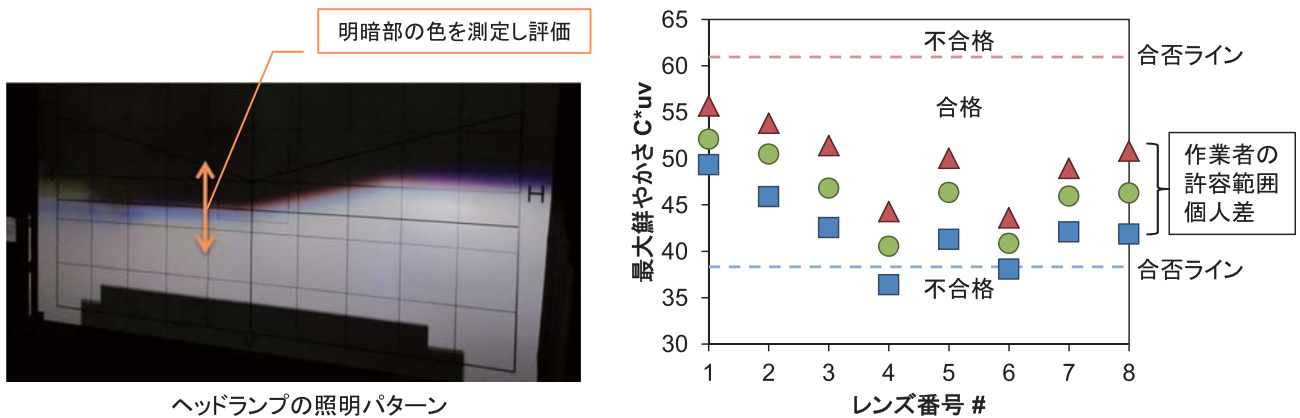 明暗部の色を測定し評価
H
V
ヘッドランプの照明パターン
最大鮮やかさ C*uv
65
60
55
50
45
40
35
30
不合格
合否ライン
合格
作業者の
許容範囲
個人差
合否ライン
不合格
1 2 3 4 5 6 7 8
レンズ番号 #